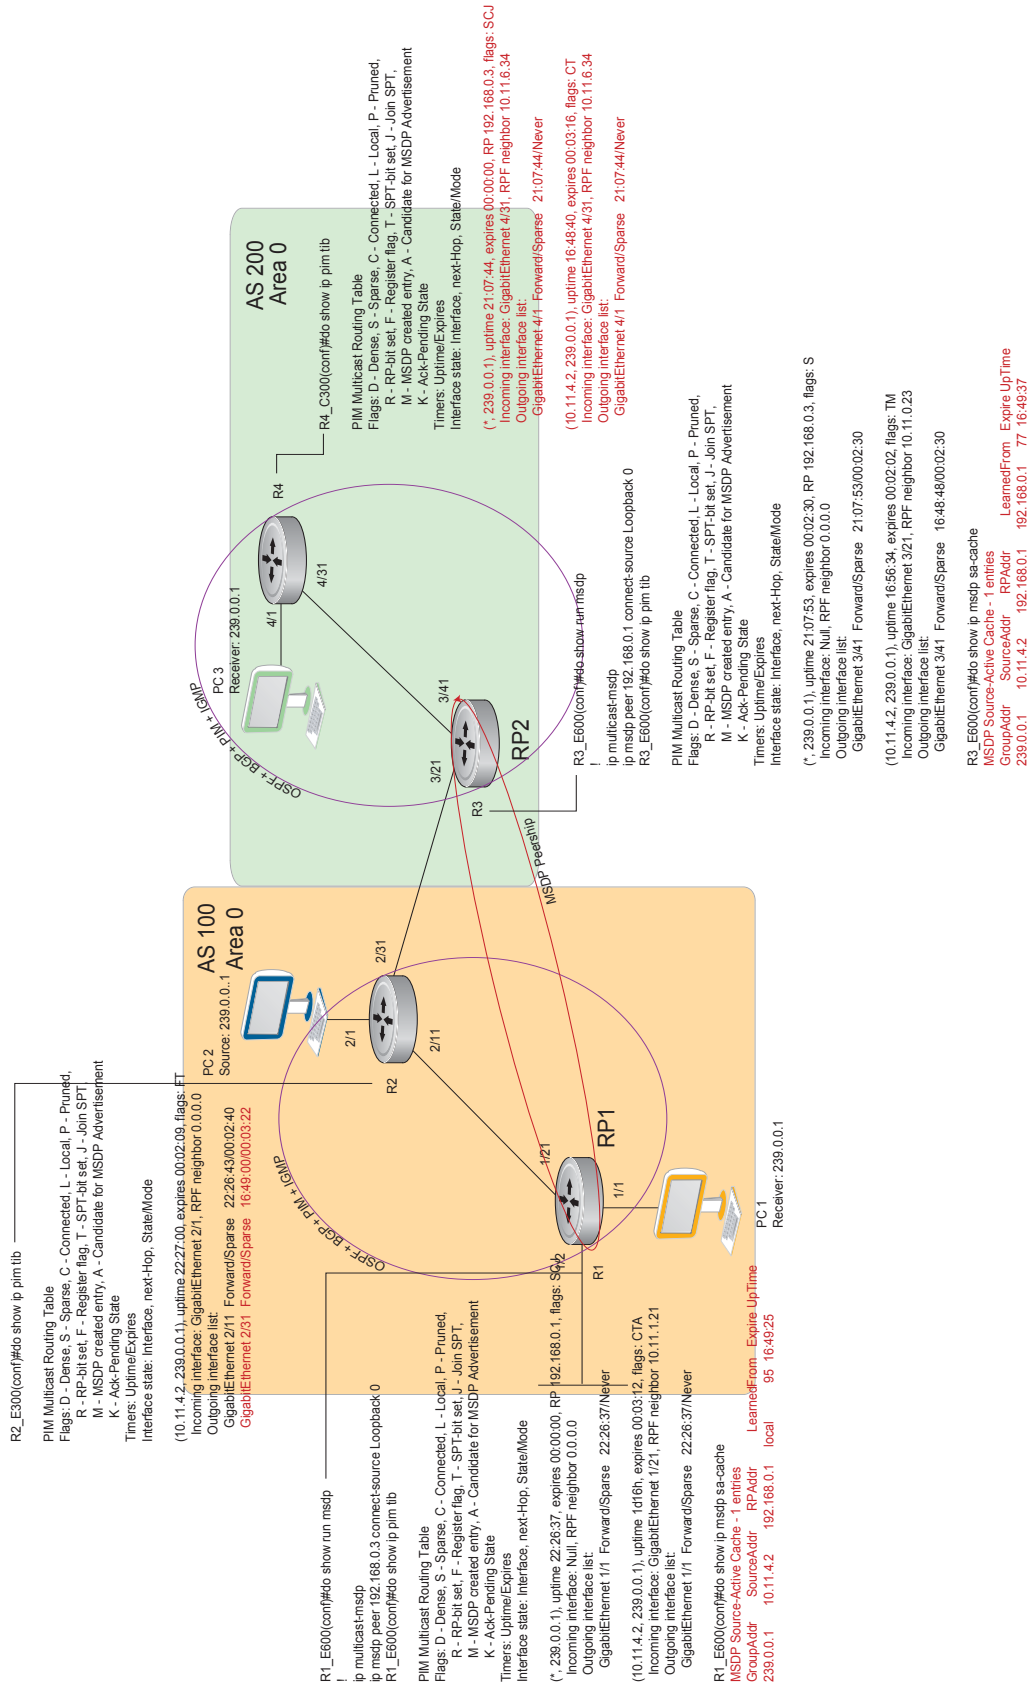 R2_E300(conf)#do show ip pim tib
PIM Multicast Routing Table
Flags: D - Dense, S - Sparse, C - Connected, L - Local, P - Pruned,
R - RP-bit set, F - Register flag, T - SPT-bit set, J - Join SPT,
M - MSDP created entry, A - Candidate for MSDP Advertisement
K - Ack-Pending State
Timers: Uptime/Expires
Interface state: Interface, next-Hop, State/Mode
(10.11.4.2, 239.0.0.1), uptime 22:27:00, expires 00:02:09, flags: FT
Incoming interface: GigabitEthernet 2/1, RPF neighbor 0.0.0.0
Outgoing interface list:
GigabitEthernet 2/11 Forward/Sparse 22:26:43/00:02:40
GigabitEthernet 2/31 Forward/Sparse 16:49:00/00:03:22
AS 100
Area 0
PC 2
Source: 239.0.0..1
2/1
2/31
2/11
R2
OSPF+ BGP+ PIM + IGMP
1/21
RP1
1/1
1/2
R1
PC 1
Receiver: 239.0.0.1
MSDP Peership
AS 200
Area 0
PC 3
Receiver: 239.0.0.1
OSPF+ BGP+ PIM + IGMP
4/1
4/31
R4
3/41
3/21
RP2
R3
R4_C300(conf)#do show ip pim tib
PIM Multicast Routing Table
Flags: D - Dense, S - Sparse, C - Connected, L - Local, P - Pruned,
R - RP-bit set, F - Register flag, T - SPT-bit set, J - Join SPT,
M - MSDP created entry, A - Candidate for MSDP Advertisement
K - Ack-Pending State
Timers: Uptime/Expires
Interface state: Interface, next-Hop, State/Mode
(*, 239.0.0.1), uptime 21:07:44, expires 00:00:00, RP 192.168.0.3, flags: SCJ
Incoming interface: GigabitEthernet 4/31, RPF neighbor 10.11.6.34
Outgoing interface list:
GigabitEthernet 4/1 Forward/Sparse 21:07:44/Never
(10.11.4.2, 239.0.0.1), uptime 16:48:40, expires 00:03:16, flags: CT
Incoming interface: GigabitEthernet 4/31, RPF neighbor 10.11.6.34
Outgoing interface list:
GigabitEthernet 4/1 Forward/Sparse 21:07:44/Never
R1_E600(conf)#do show run msdp
!
ip multicast-msdp
ip msdp peer 192.168.0.3 connect-source Loopback 0
R1_E600(conf)#do show ip pim tib
PIM Multicast Routing Table
Flags: D - Dense, S - Sparse, C - Connected, L - Local, P - Pruned,
R - RP-bit set, F - Register flag, T - SPT-bit set, J - Join SPT,
M - MSDP created entry, A - Candidate for MSDP Advertisement
K - Ack-Pending State
Timers: Uptime/Expires
Interface state: Interface, next-Hop, State/Mode
(*, 239.0.0.1), uptime 22:26:37, expires 00:00:00, RP 192.168.0.1, flags:
Incoming interface: Null, RPF neighbor 0.0.0.0
Outgoing interface list:
GigabitEthernet 1/1 Forward/Sparse 22:26:37/Never
(10.11.4.2, 239.0.0.1), uptime 1d16h, expires 00:03:12, flags: CTA
Incoming interface: GigabitEthernet 1/21, RPF neighbor 10.11.1.21
Outgoing interface list:
GigabitEthernet 1/1 Forward/Sparse 22:26:37/Never
R1_E600(conf)#do show ip msdp sa-cache
MSDP Source-Active Cache - 1 entries
GroupAddr SourceAddr RPAddr LearnedFrom Expire UpTime
239.0.0.1 10.11.4.2 192.168.0.1 local 95 16:49:25
R3_E600(conf)#do show run msdp
!
ip multicast-msdp
ip msdp peer 192.168.0.1 connect-source Loopback 0
R3_E600(conf)#do show ip pim tib
PIM Multicast Routing Table
Flags: D - Dense, S - Sparse, C - Connected, L - Local, P - Pruned,
R - RP-bit set, F - Register flag, T - SPT-bit set, J - Join SPT,
M - MSDP created entry, A - Candidate for MSDP Advertisement
K - Ack-Pending State
Timers: Uptime/Expires
Interface state: Interface, next-Hop, State/Mode
(*, 239.0.0.1), uptime 21:07:53, expires 00:02:30, RP 192.168.0.3, flags: S
Incoming interface: Null, RPF neighbor 0.0.0.0
Outgoing interface list:
GigabitEthernet 3/41 Forward/Sparse 21:07:53/00:02:30
(10.11.4.2, 239.0.0.1), uptime 16:56:34, expires 00:02:02, flags: TM
Incoming interface: GigabitEthernet 3/21, RPF neighbor 10.11.0.23
Outgoing interface list:
GigabitEthernet 3/41 Forward/Sparse 16:48:48/00:02:30
R3_E600(conf)#do show ip msdp sa-cache
MSDP Source-Active Cache - 1 entries
GroupAddr SourceAddr RPAddr LearnedFrom Expire UpTime
239.0.0.1 10.11.4.2 192.168.0.1 192.168.0.1 77 16:49:37